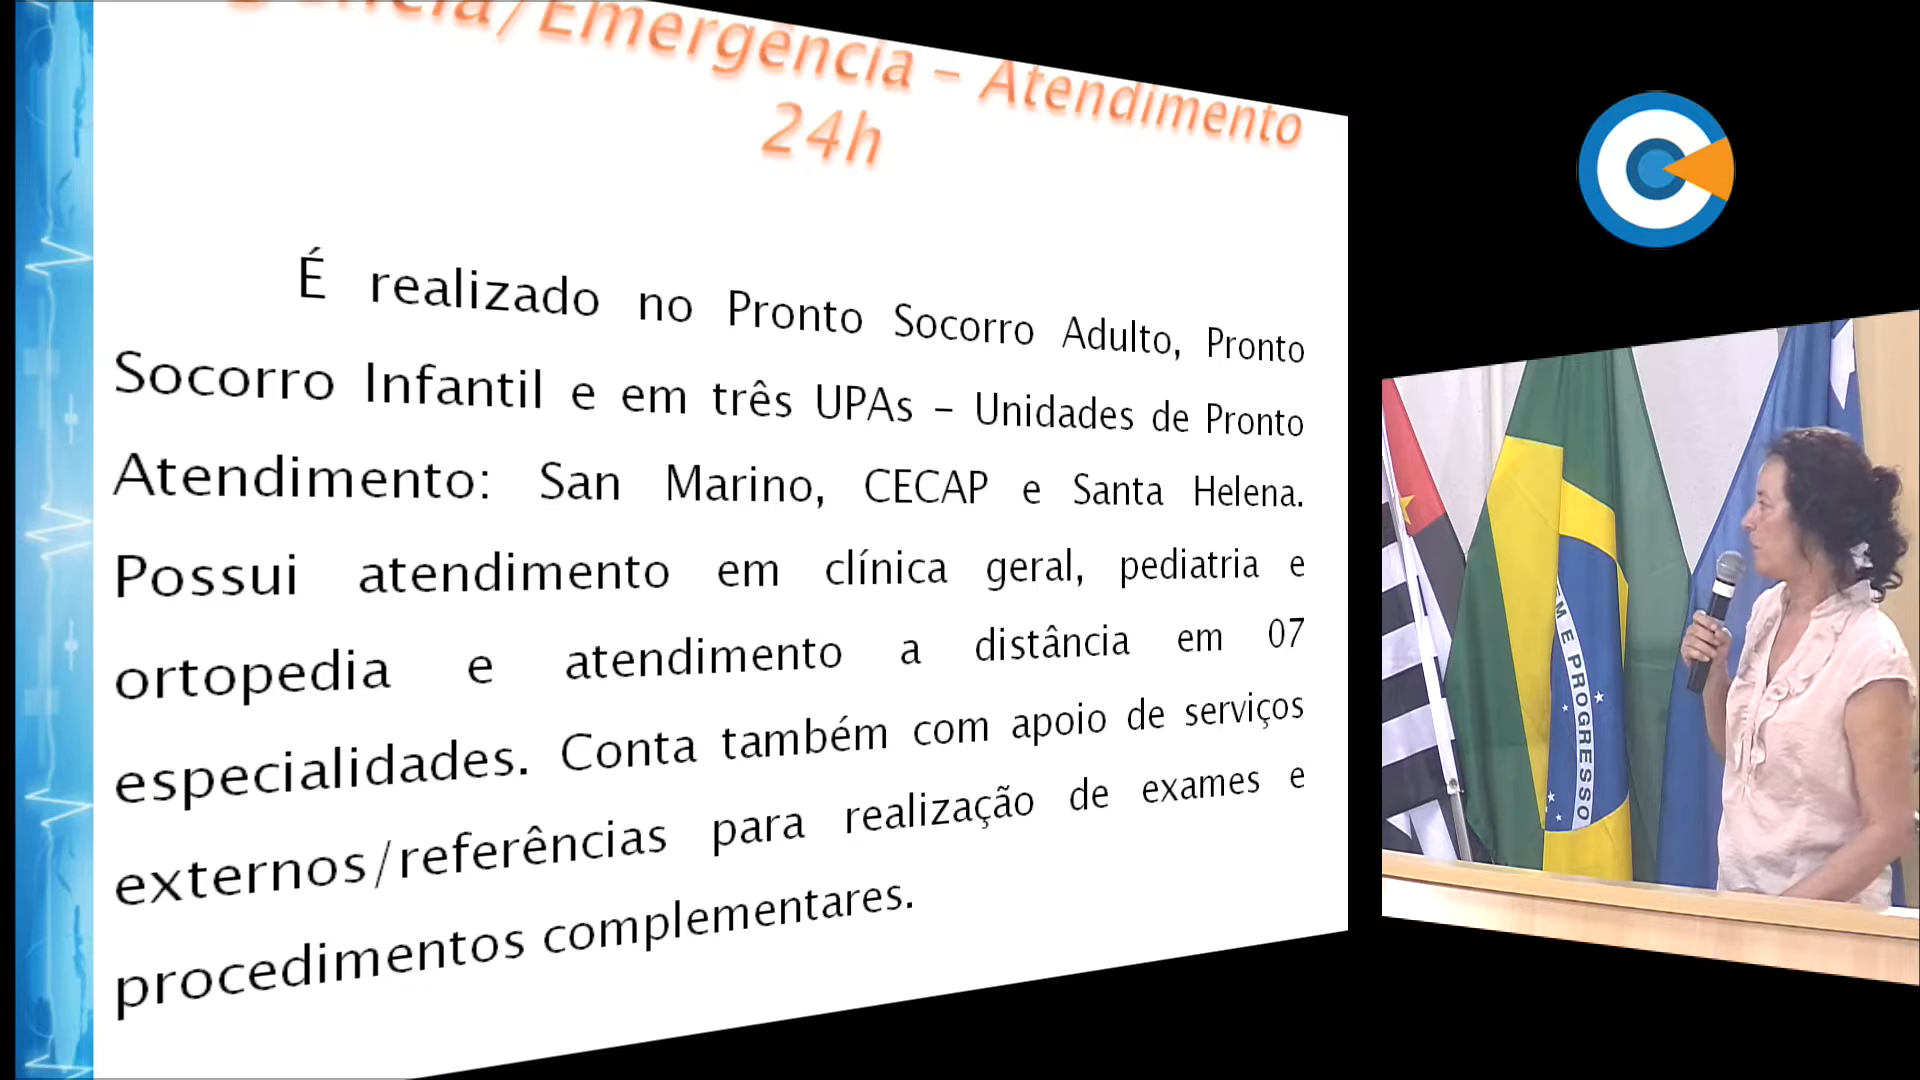 /Emergência – Atendimento
24h
É realizado no Pronto Socorro Adulto, Pronto
Socorro Infantil e em três UPAs – Unidades de Pronto
Atendimento: San Marino, CECAP e Santa Helena.
Possui atendimento em clínica geral, pediatria e
ortopedia e atendimento a distância em 07
especialidades. Conta também com apoio de serviços
externos/referências para realização de exames e
procedimentos complementares.
EM E PROGRESSO